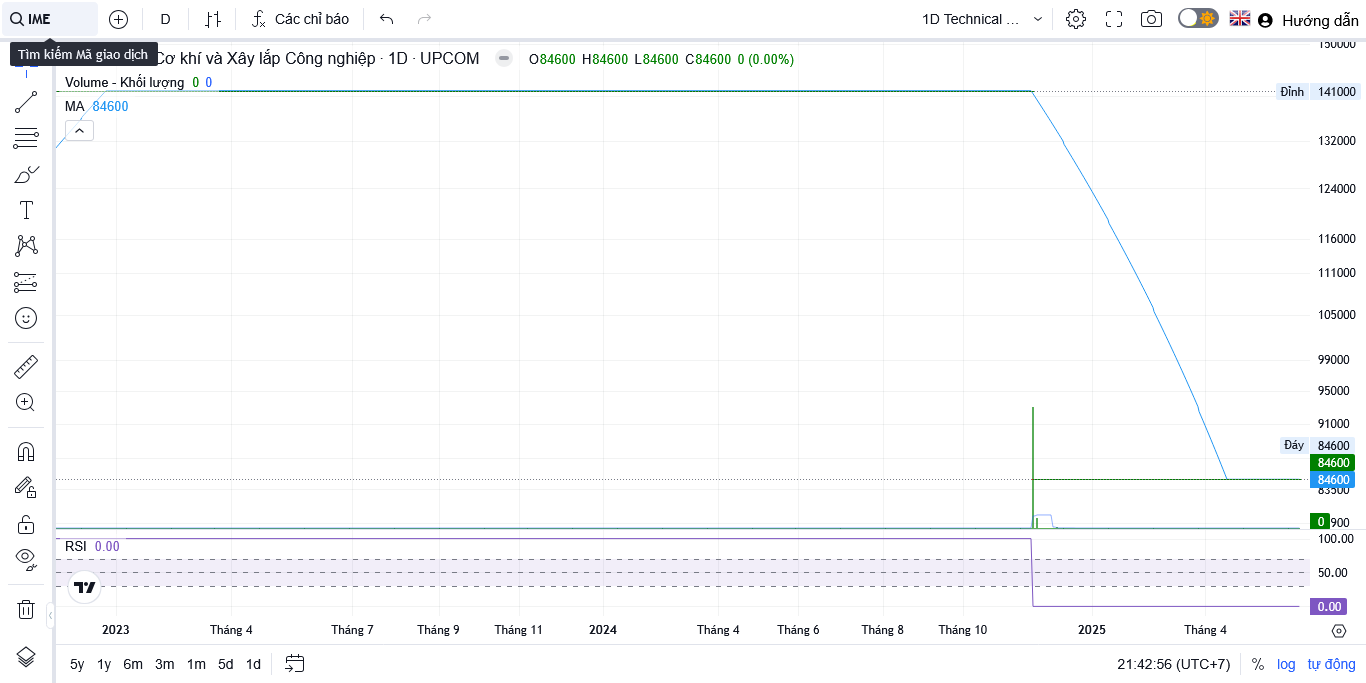 IME
D
Các chỉ báo
1D Technical ...
Hướng dẫn
Tìm kiếm Mã giao dịch
Cơ khí và Xây lắp Công nghiệp · 1D · UPCOM
O84600 H84600 L84600 C84600 0 (0.00%)
Volume - Khối lượng 0 0
MA 84600
150000
Đỉnh 141000
132000
124000
116000
111000
105000
99000
95000
91000
Đáy 84600
84600
84600
83500
0
900
RSI 0.00
100.00
50.00
0.00
2023 Tháng 4 Tháng 7 Tháng 9 Tháng 11 2024 Tháng 4 Tháng 6 Tháng 8 Tháng 10 2025 Tháng 4
5y 1y 6m 3m 1m 5d 1d
21:42:56 (UTC+7) % log tự động